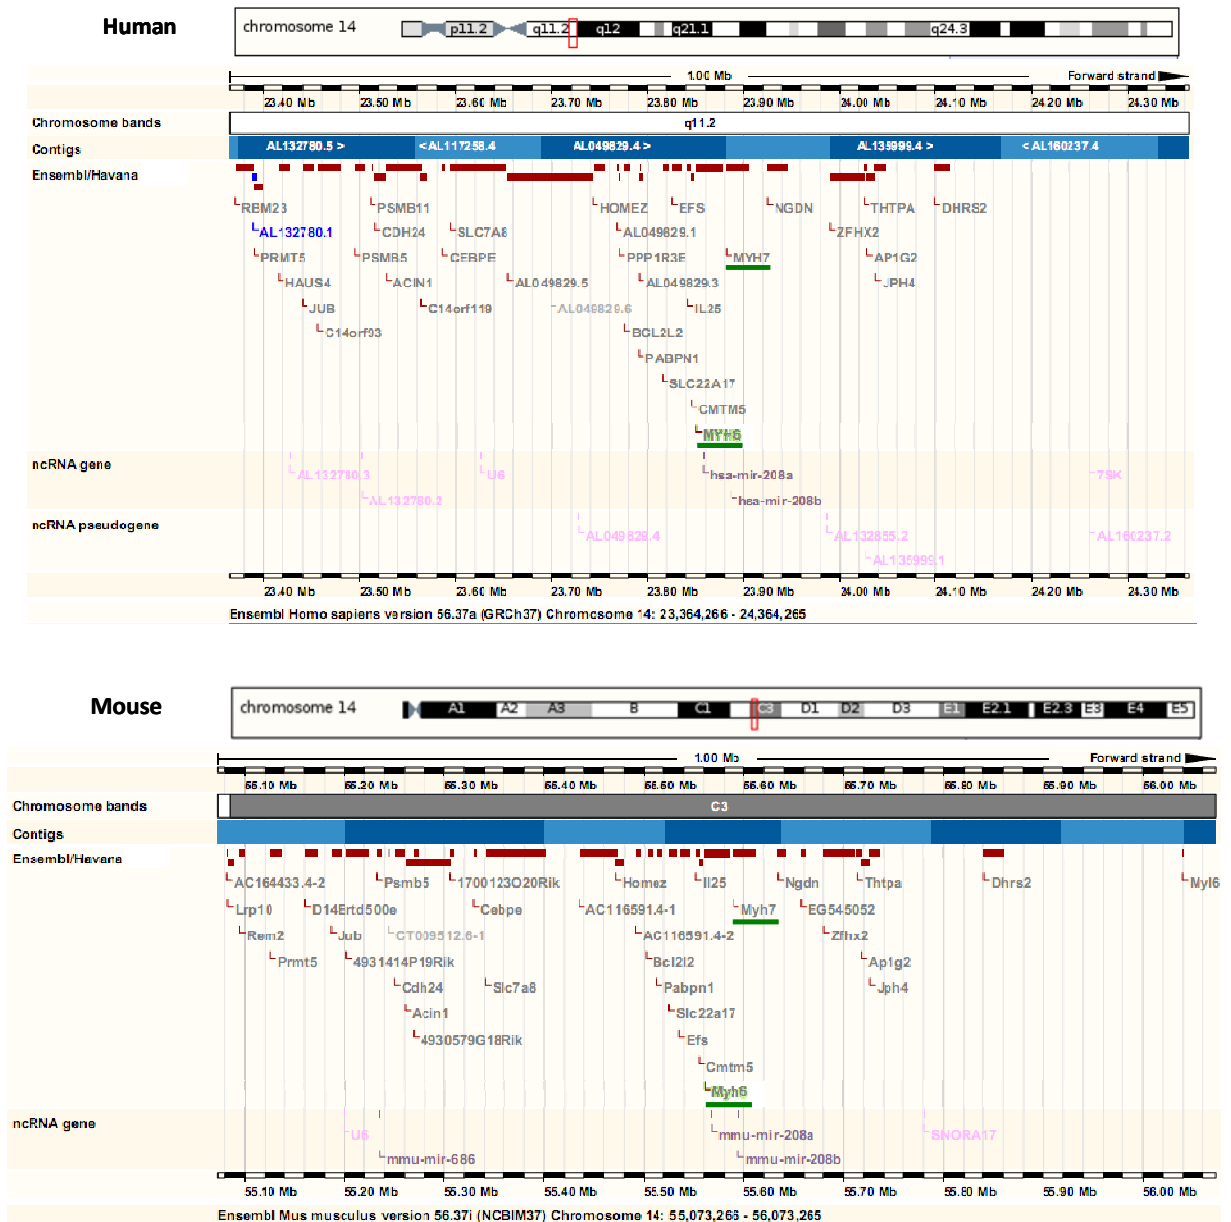 Human
chromosome 14 p11.2 q11.2 q12 q21.1 q24.3
1.00 Mb Forward strand
23.40 Mb 23.50 Mb 23.60 Mb 23.70 Mb 23.80 Mb 23.90 Mb 24.00 Mb 24.10 Mb 24.20 Mb 24.30 Mb
Chromosome bands q11.2
Contigs AL132780.5 > < AL117258.4 AL049829.4 > AL135999.4 > < AL160237.4
Ensembl/Havana
RBM23 PSMB11 HOMEZ EFS NGDN THTPA DHRS2
AL132780.1 CDH24 SLC7A8 AL049829.1 ZFHX2
PRMT5 PSMB5 CEBPE PPP1R3E MYH7 AP1G2
HAUS4 ACIN1 AL049829.5 AL049829.3 JPH4
JUB C14orf119 AL049829.6 IL25
C14orf93 BCL2L2
PABPN1
SLC22A17
CMTM5
MYH6
ncRNA gene
AL132780.3 U6 hsa-mir-208a 7SK
AL132780.2 hsa-mir-208b
ncRNA pseudogene
AL049829.4 AL132855.2 AL160237.2
AL135999.1
23.40 Mb 23.50 Mb 23.60 Mb 23.70 Mb 23.80 Mb 23.90 Mb 24.00 Mb 24.10 Mb 24.20 Mb 24.30 Mb
Ensembl Homo sapiens version 56.37a (GRCh37) Chromosome 14: 23,364,266 - 24,364,265
Mouse
chromosome 14 A1 A2 A3 B C1 C3 D1 D2 D3 E1 E2.1 E2.3 E3 E4 E5
1.00 Mb Forward strand
55.10 Mb 55.20 Mb 55.30 Mb 55.40 Mb 55.50 Mb 55.60 Mb 55.70 Mb 55.80 Mb 55.90 Mb 56.00 Mb
Chromosome bands C3
Contigs
Ensembl/Havana
AC164433.4-2 Psmb5 1700123O20Rik Homez Il25 Ngdn Thtpa Dhrs2 Myl6
Lrp10 D14Ertd500e Cebpe AC116591.4-1 Myh7 EG545052
Rem2 Jub CT009512.6-1 AC116591.4-2 Zfhx2
Prmt5 4931414P19Rik Bcl2l2 Ap1g2
Cdh24 Slc7a8 Pabpn1 Jph4
Acin1 Slc22a17
4930579G18Rik Efs
Cmtm5
Myh6
ncRNA gene
U6 mmu-mir-208a SNORA17
mmu-mir-686 mmu-mir-208b
55.10 Mb 55.20 Mb 55.30 Mb 55.40 Mb 55.50 Mb 55.60 Mb 55.70 Mb 55.80 Mb 55.90 Mb 56.00 Mb
Ensembl Mus musculus version 56.37i (NCBIM37) Chromosome 14: 55,073,266 - 56,073,265